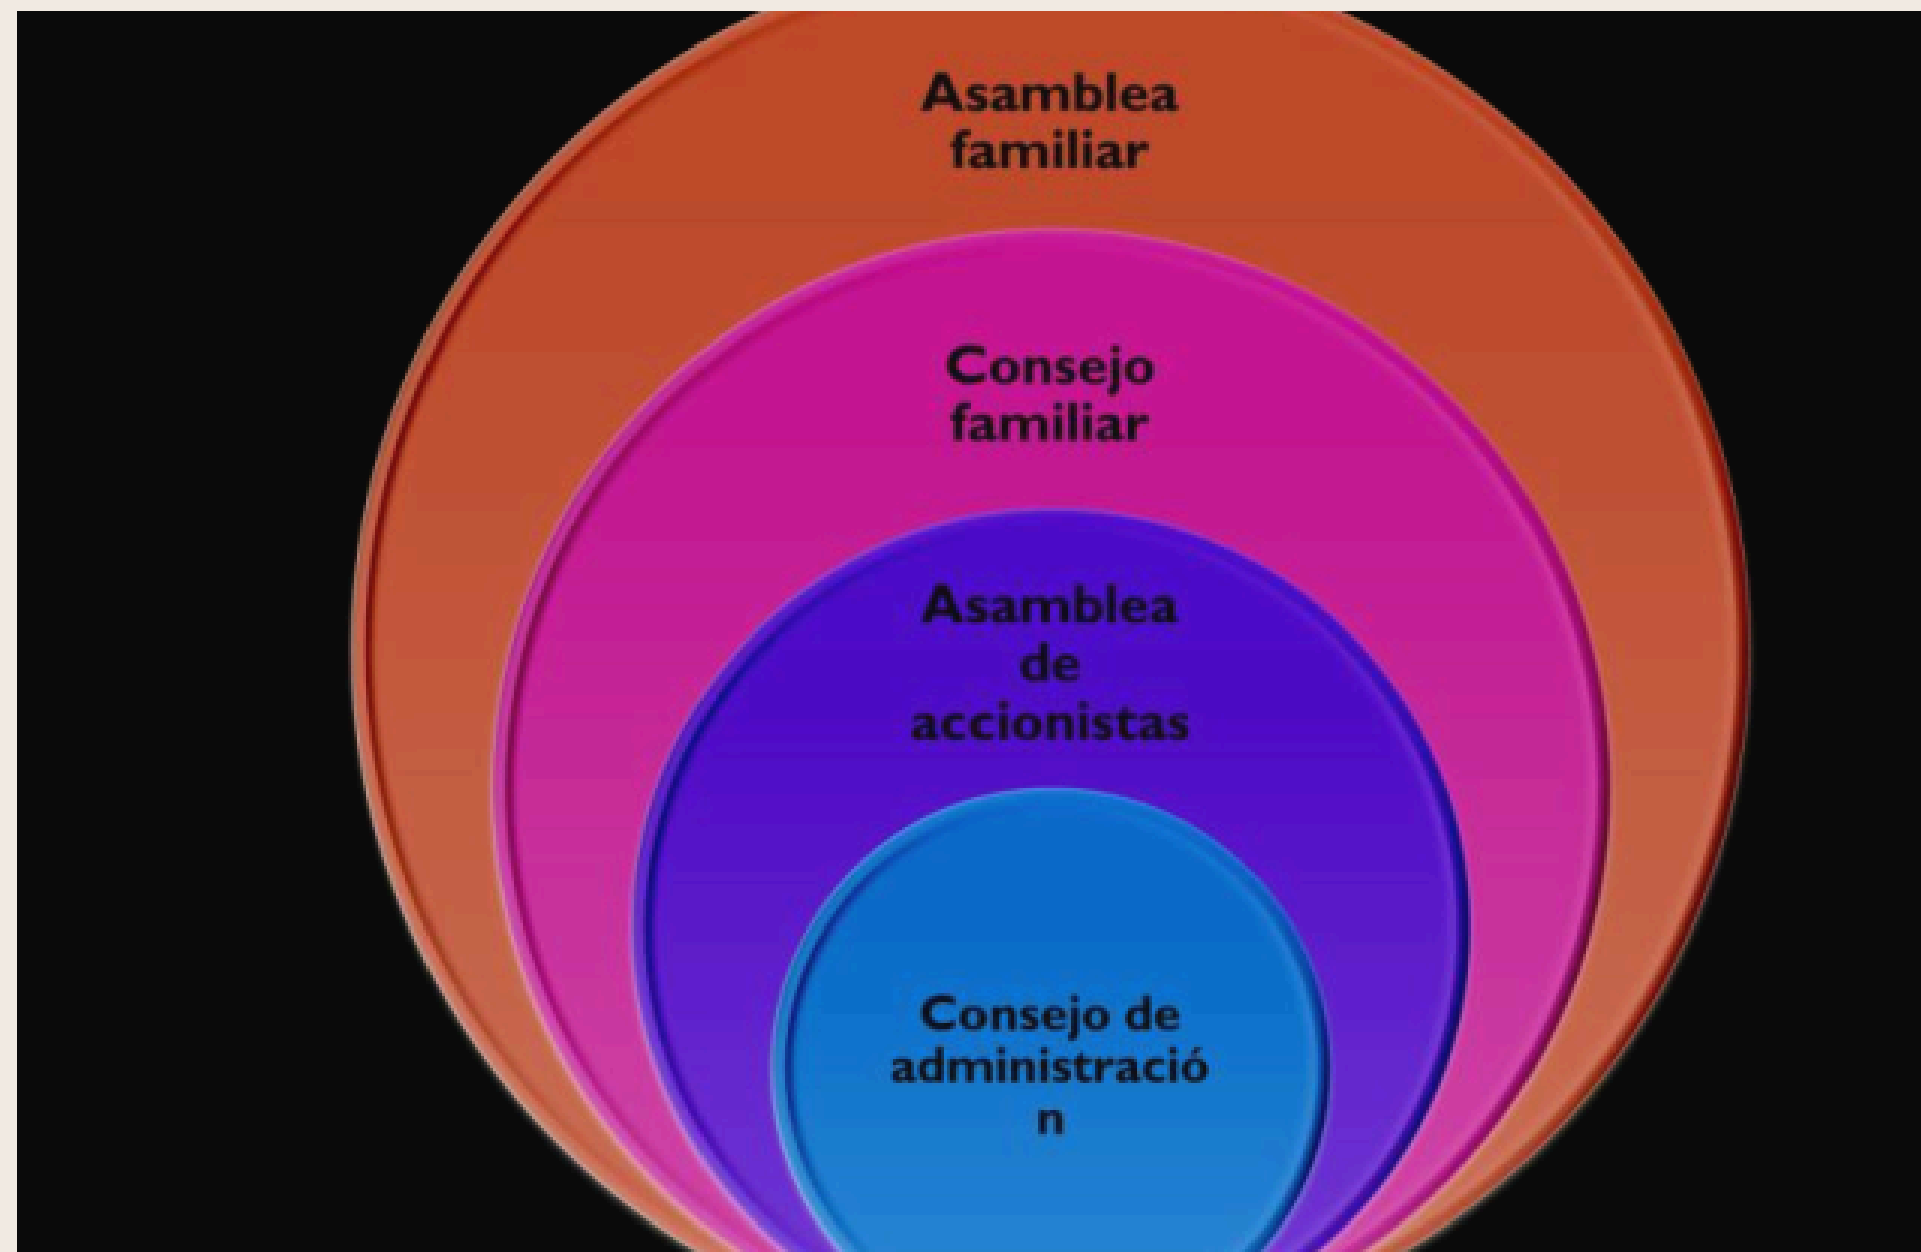 Asamblea
familiar
Consejo
familiar
Asamblea
de
accionistas
Consejo de
administració
n